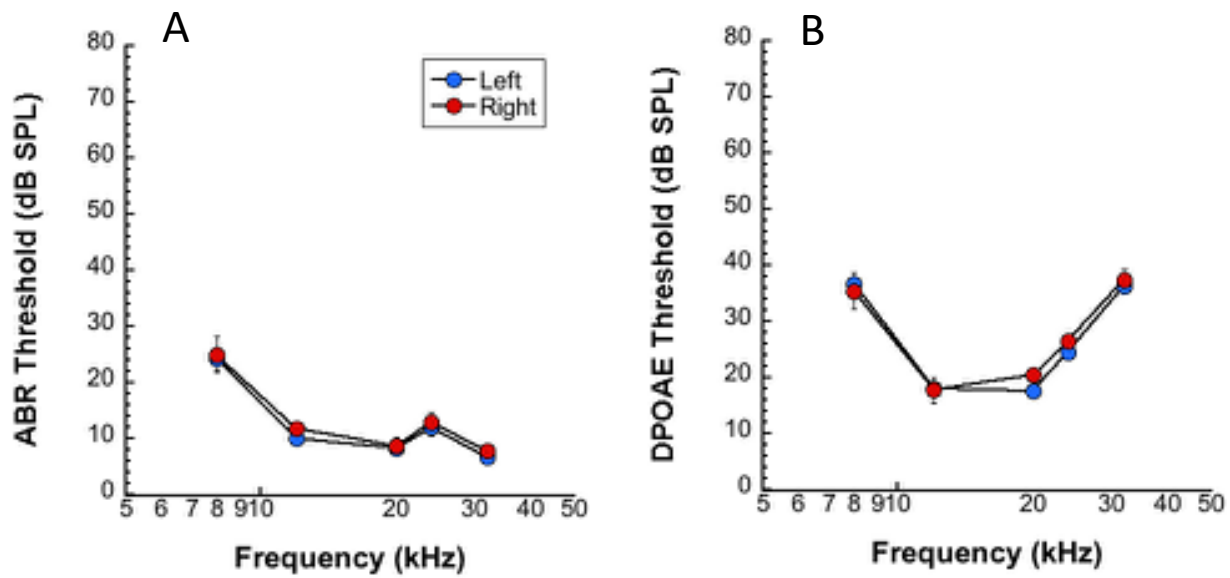 A
B
80
70
60
50
40
30
20
10
0
ABR Threshold (dB SPL)
Left
Right
5 6 7 8 910 20 30 40 50
Frequency (kHz)
80
70
60
50
40
30
20
10
0
DPOAE Threshold (dB SPL)
5 6 7 8 910 20 30 40 50
Frequency (kHz)